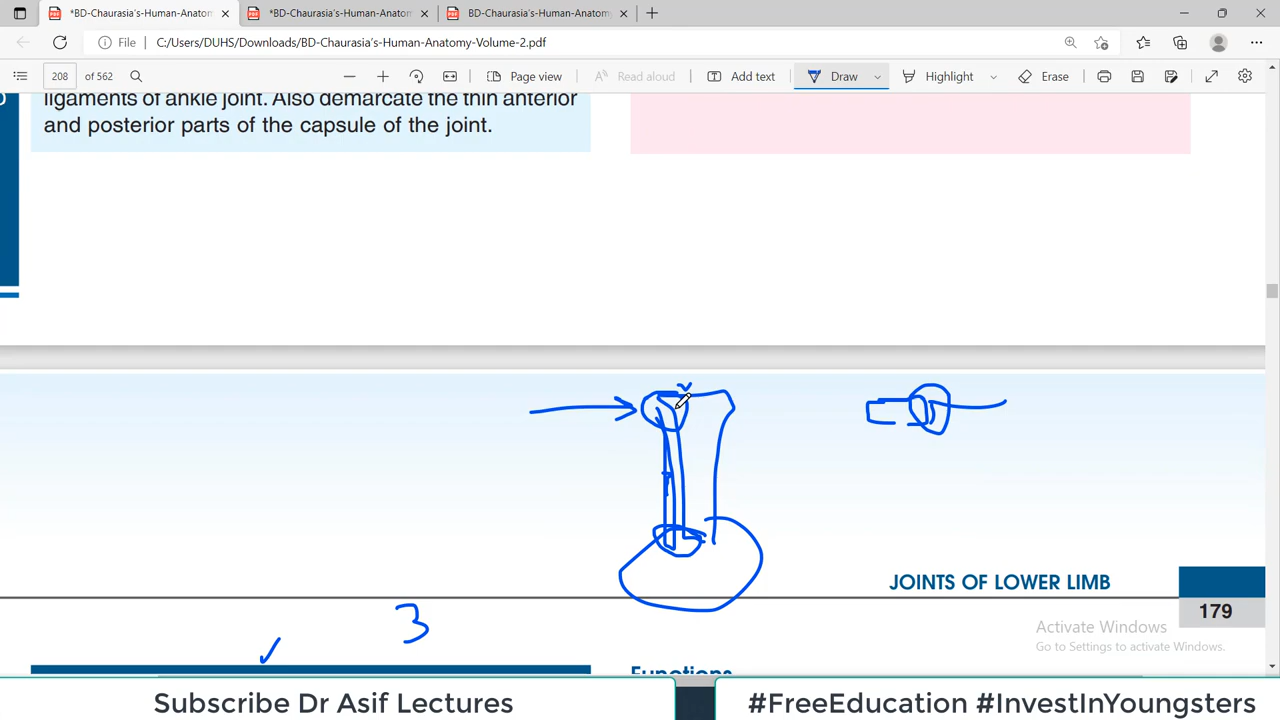 *BD-Chaurasia's-Human-Anatom
*BD-Chaurasia's-Human-Anatom
BD-Chaurasia's-Human-Anatom
File
C:/Users/DUHS/Downloads/BD-Chaurasia's-Human-Anatomy-Volume-2.pdf
208 of 562
Page view
Read aloud
Add text
Draw
Highlight
Erase
ligaments of ankle joint. Also demarcate the thin anterior
and posterior parts of the capsule of the joint.
JOINTS OF LOWER LIMB
179
3
Activate Windows
Go to Settings to activate Windows.
Functions
Subscribe Dr Asif Lectures
#FreeEducation #InvestInYoungsters